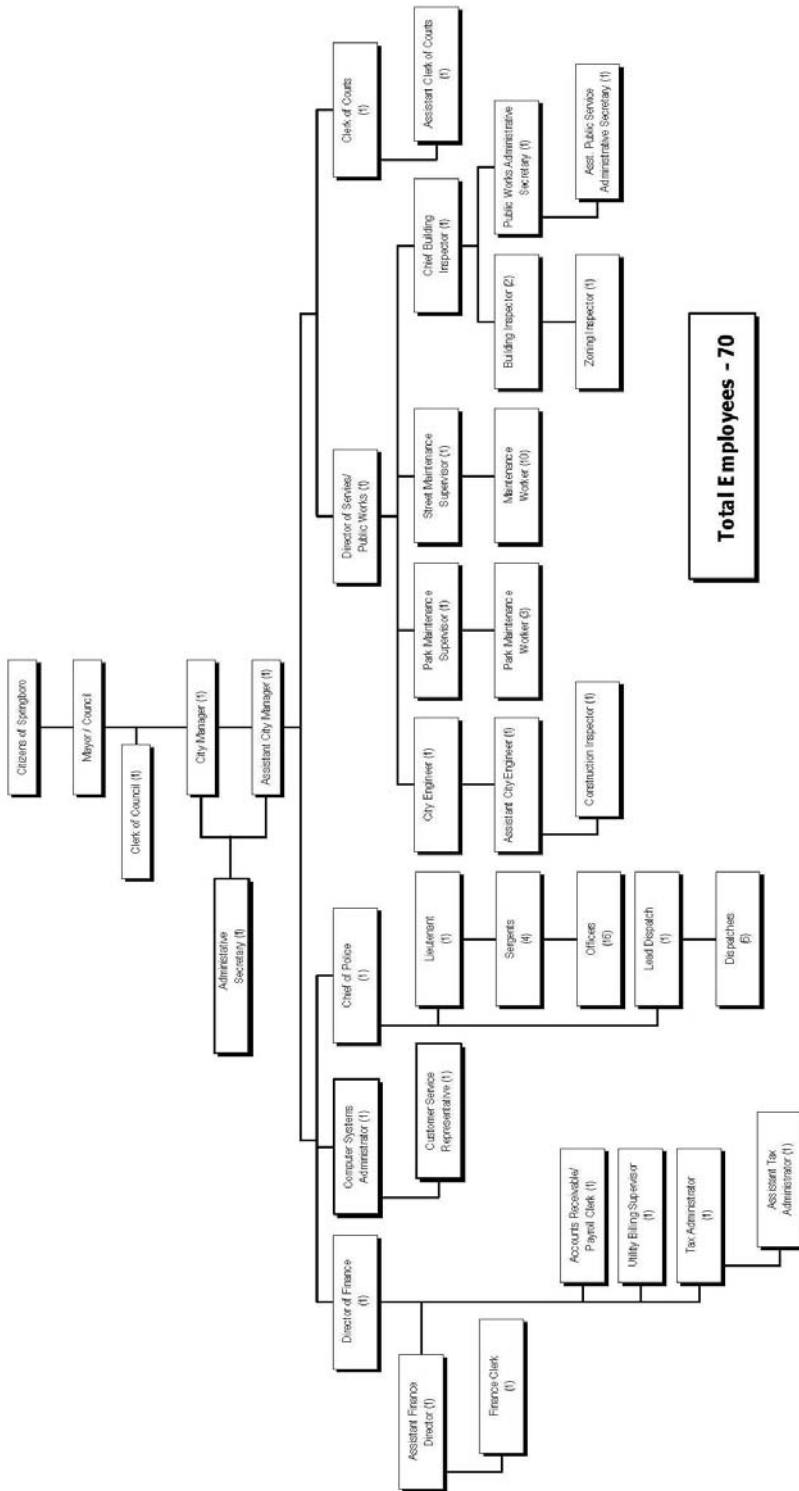 Citizens of Springboro
Mayor / Council
Clerk of Council (1)
City Manager (1)
Administative
Secretary (1)
Assistant City Manager (1)
Director of Finance
(1)
Computer Systems
Administrator (1)
Chief of Police
(1)
Director of Servies/
Public Works (1)
Clerk of Courts
(1)
Assistant Finance
Director (1)
Finance Clerk
(1)
Accounts Receivable/
Payroll Clerk (1)
Utility Billing Supervisor
(1)
Tax Administrator
(1)
Assistant Tax
Administrator (1)
Customer Service
Representative (1)
Lieutenant
(1)
Sergents
(4)
Officers
(16)
Lead Dispatch
(1)
Dispatchers
City Engineer (1)
Assistant City Engineer (1)
Construction Inspector (1)
Park Maintenance
Supervisor (1)
Park Maintenance
Worker (3)
Street Maintenance
Supervisor (1)
Maintenance
Worker (10)
Chief Building
Inspector (1)
Building Inspector (2)
Zoning Inspector (1)
Public Works Administrative
Secretary (1)
Asst. Public Service
Administrative Secretary (1)
Assistant Clerk of Courts
(1)
Total Employees - 70